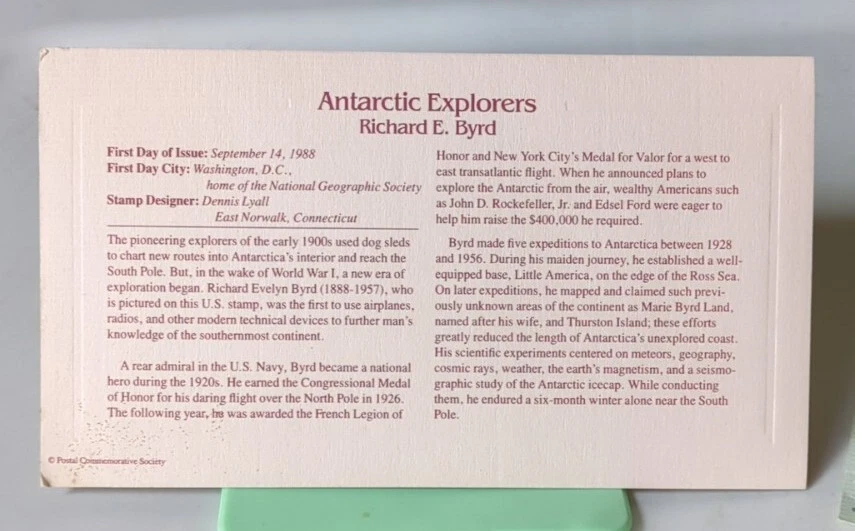 Antarctic Explorers
Richard E. Byrd
First Day of Issue: September 14, 1988
First Day City: Washington, D.C.,
home of the National Geographic Society
Stamp Designer: Dennis Lyall
East Norwalk, Connecticut
The pioneering explorers of the early 1900s used dog sleds
to chart new routes into Antarctica's interior and reach the
South Pole. But, in the wake of World War I, a new era of
exploration began. Richard Evelyn Byrd (1888-1957), who
is pictured on this U.S. stamp, was the first to use airplanes,
radios, and other modern technical devices to further man's
knowledge of the southernmost continent.
A rear admiral in the U.S. Navy, Byrd became a national
hero during the 1920s. He earned the Congressional Medal
of Honor for his daring flight over the North Pole in 1926.
The following year, he was awarded the French Legion of
Honor and New York City's Medal for Valor for a west to
east transatlantic flight. When he announced plans to
explore the Antarctic from the air, wealthy Americans such
as John D. Rockefeller, Jr. and Edsel Ford were eager to
help him raise the $400,000 he required.
Byrd made five expeditions to Antarctica between 1928
and 1956. During his maiden journey, he established a well-
equipped base, Little America, on the edge of the Ross Sea.
On later expeditions, he mapped and claimed such previ-
ously unknown areas of the continent as Marie Byrd Land,
named after his wife, and Thurston Island; these efforts
greatly reduced the length of Antarctica's unexplored coast.
His scientific experiments centered on meteors, geography,
cosmic rays, weather, the earth's magnetism, and a seismo-
graphic study of the Antarctic icecap. While conducting
them, he endured a six-month winter alone near the South
Pole.
© Postal Commemorative Society